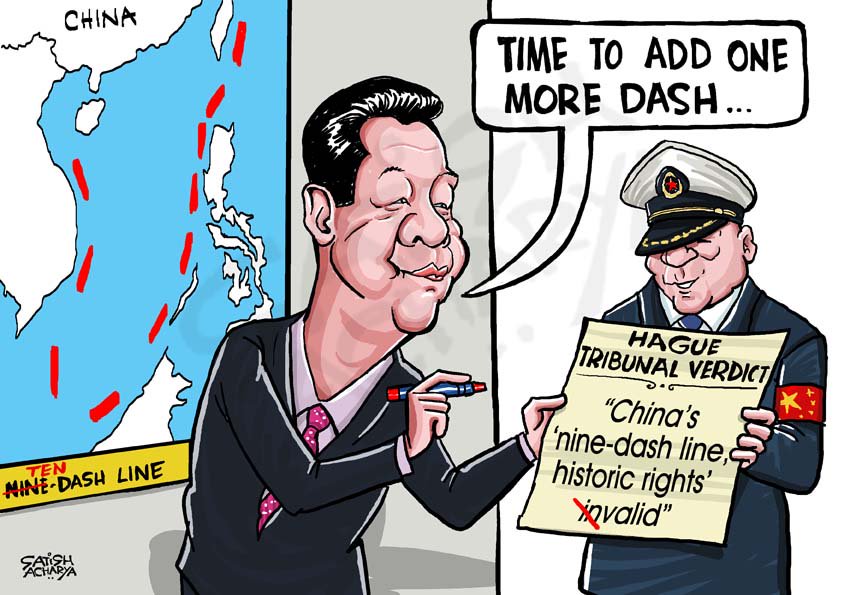 CHINA
TIME TO ADD ONE
MORE DASH...
HAGUE
TRIBUNAL VERDICT
"China's
'nine-dash line,
historic rights'
invalid"
TEN
NINE-DASH LINE
SATISH
ACHARYA